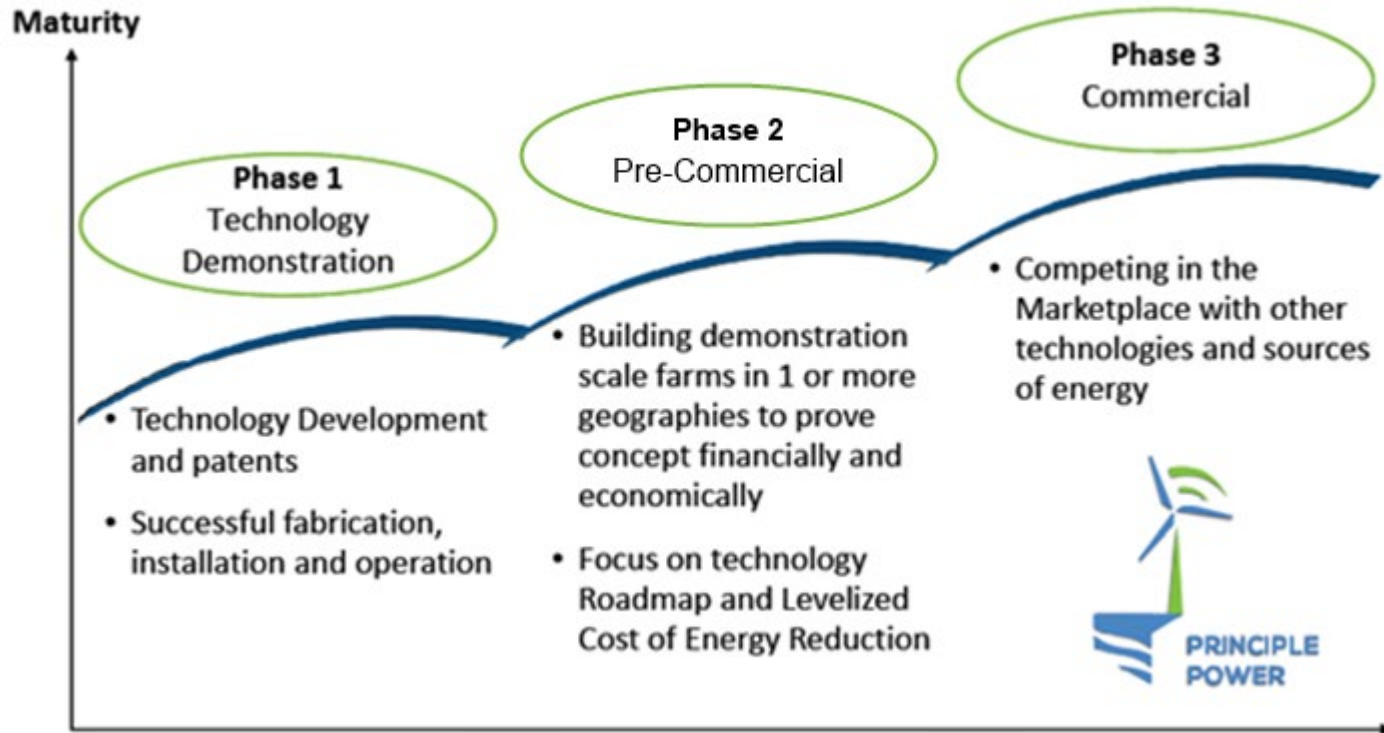 Maturity
Phase 1
Technology
Demonstration
Phase 2
Pre-Commercial
Phase 3
Commercial
• Technology Development
and patents
• Successful fabrication,
installation and operation
• Building demonstration
scale farms in 1 or more
geographies to prove
concept financially and
economically
• Focus on technology
Roadmap and Levelized
Cost of Energy Reduction
• Competing in the
Marketplace with other
technologies and sources
of energy
PRINCIPLE
POWER